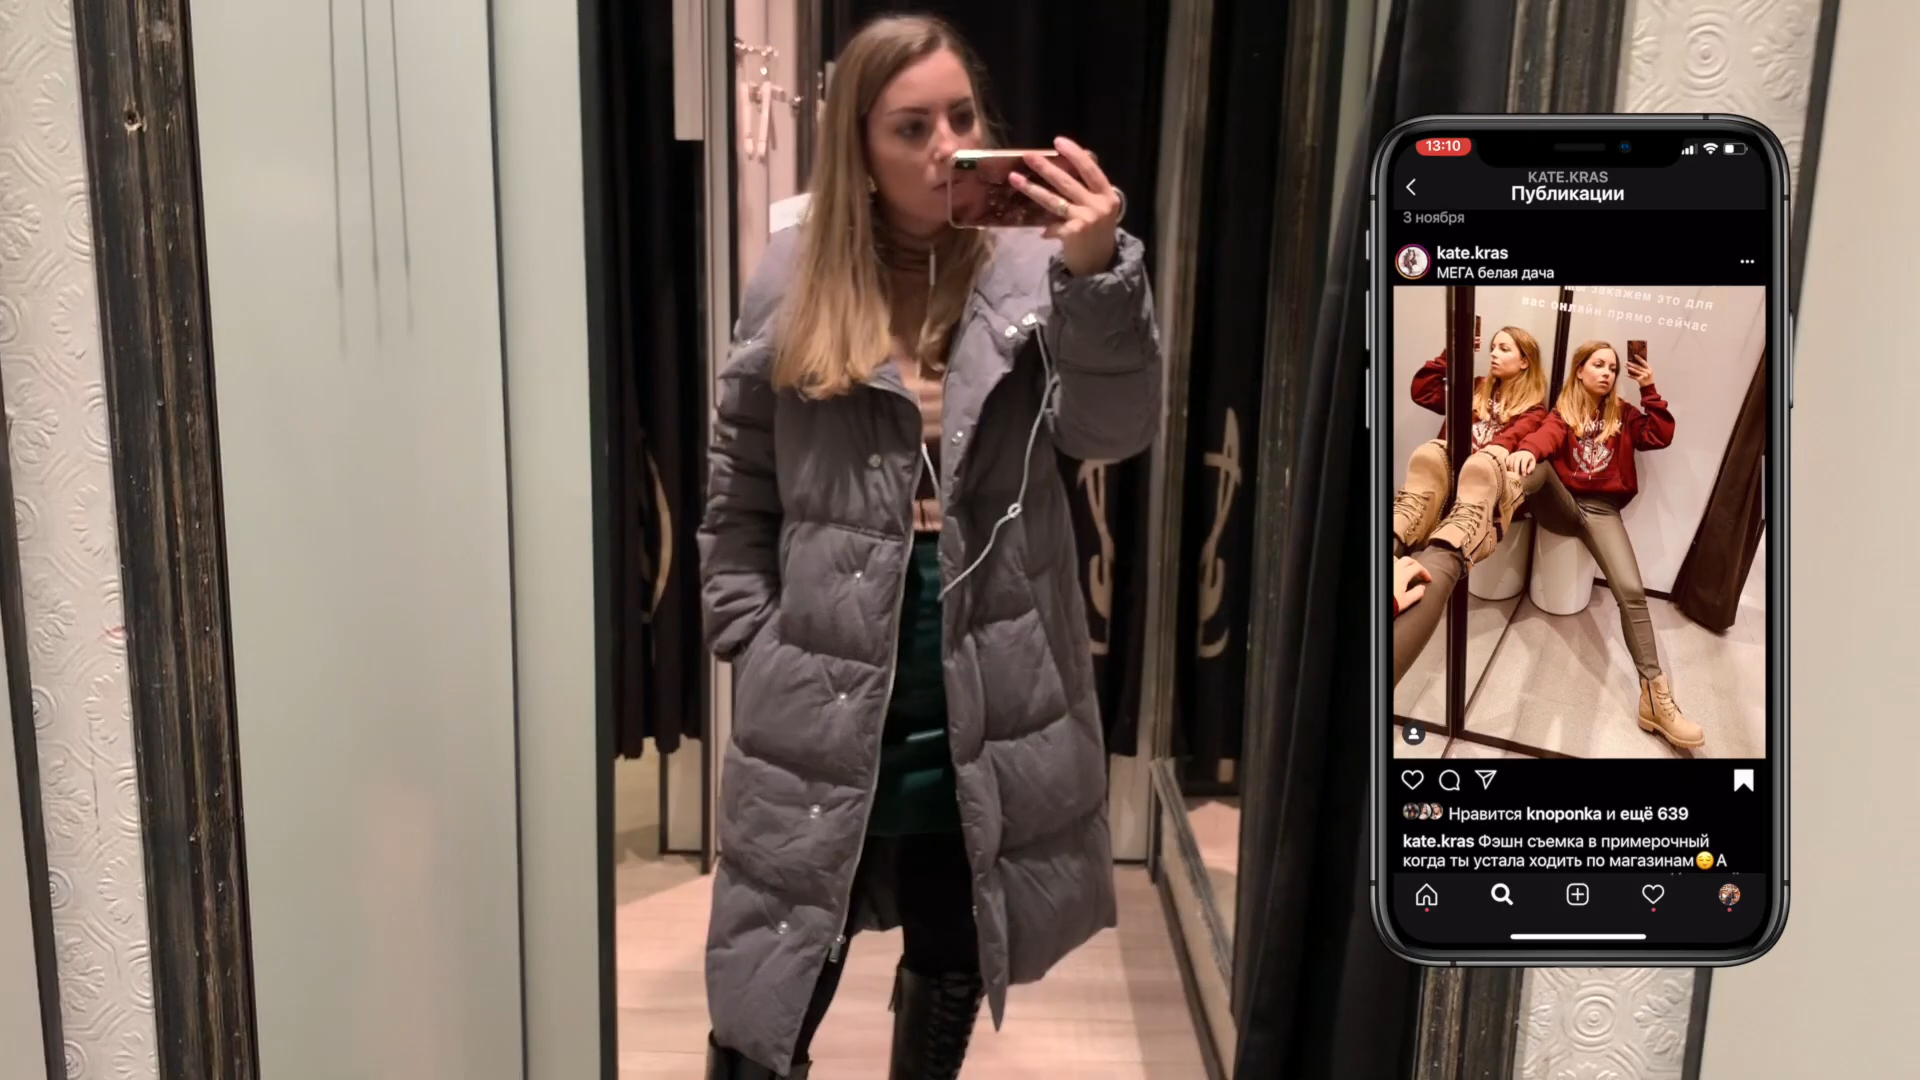 13:10
KATE.KRAS
Публикации
3 ноября
kate.kras
МЕГА белая дача
мы закажем это для
вас онлайн прямо сейчас
Нравится knoponka и ещё 639
kate.kras Фэшн съемка в примерочный
когда ты устала ходить по магазинам😌А